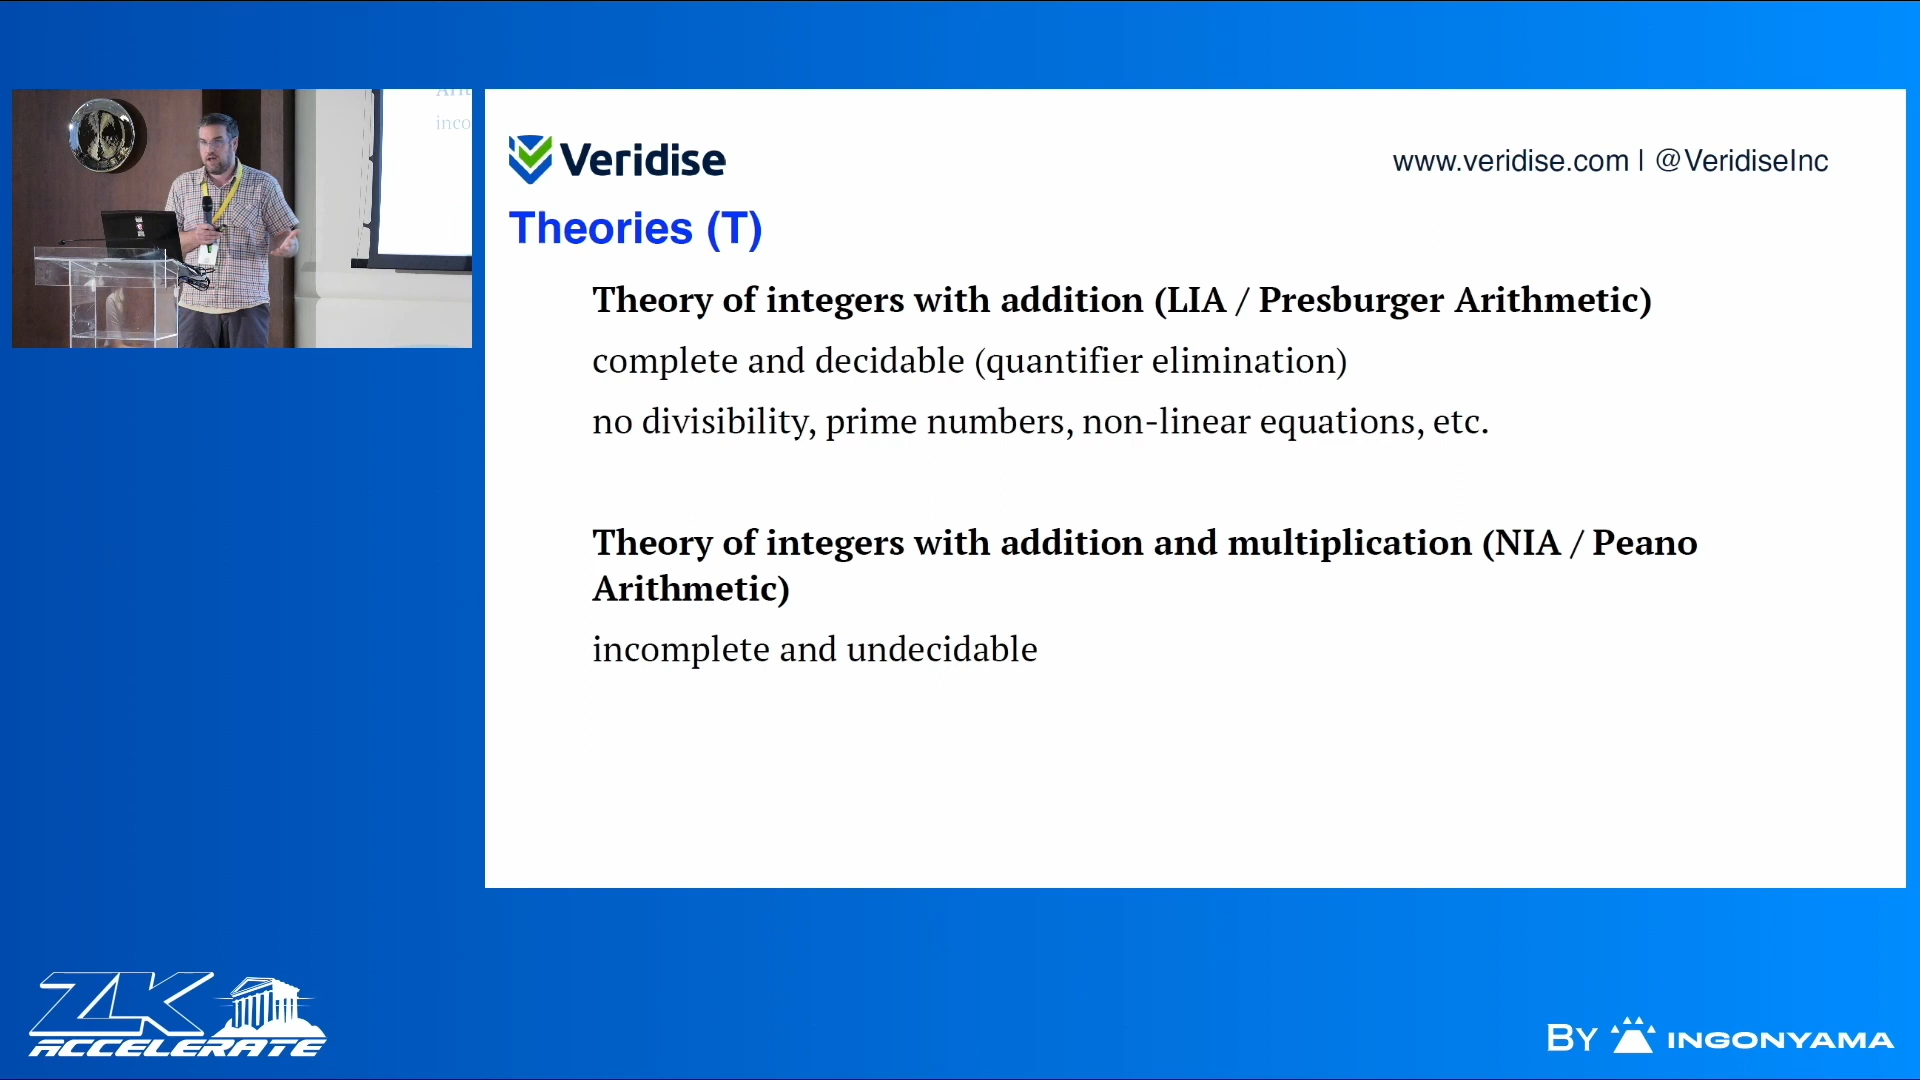 Arit
inco
Veridise
www.veridise.com | @VeridiseInc
Theories (T)
Theory of integers with addition (LIA / Presburger Arithmetic)
complete and decidable (quantifier elimination)
no divisibility, prime numbers, non-linear equations, etc.
Theory of integers with addition and multiplication (NIA / Peano
Arithmetic)
incomplete and undecidable
ZK
ACCELERATE
BY INGONYAMA